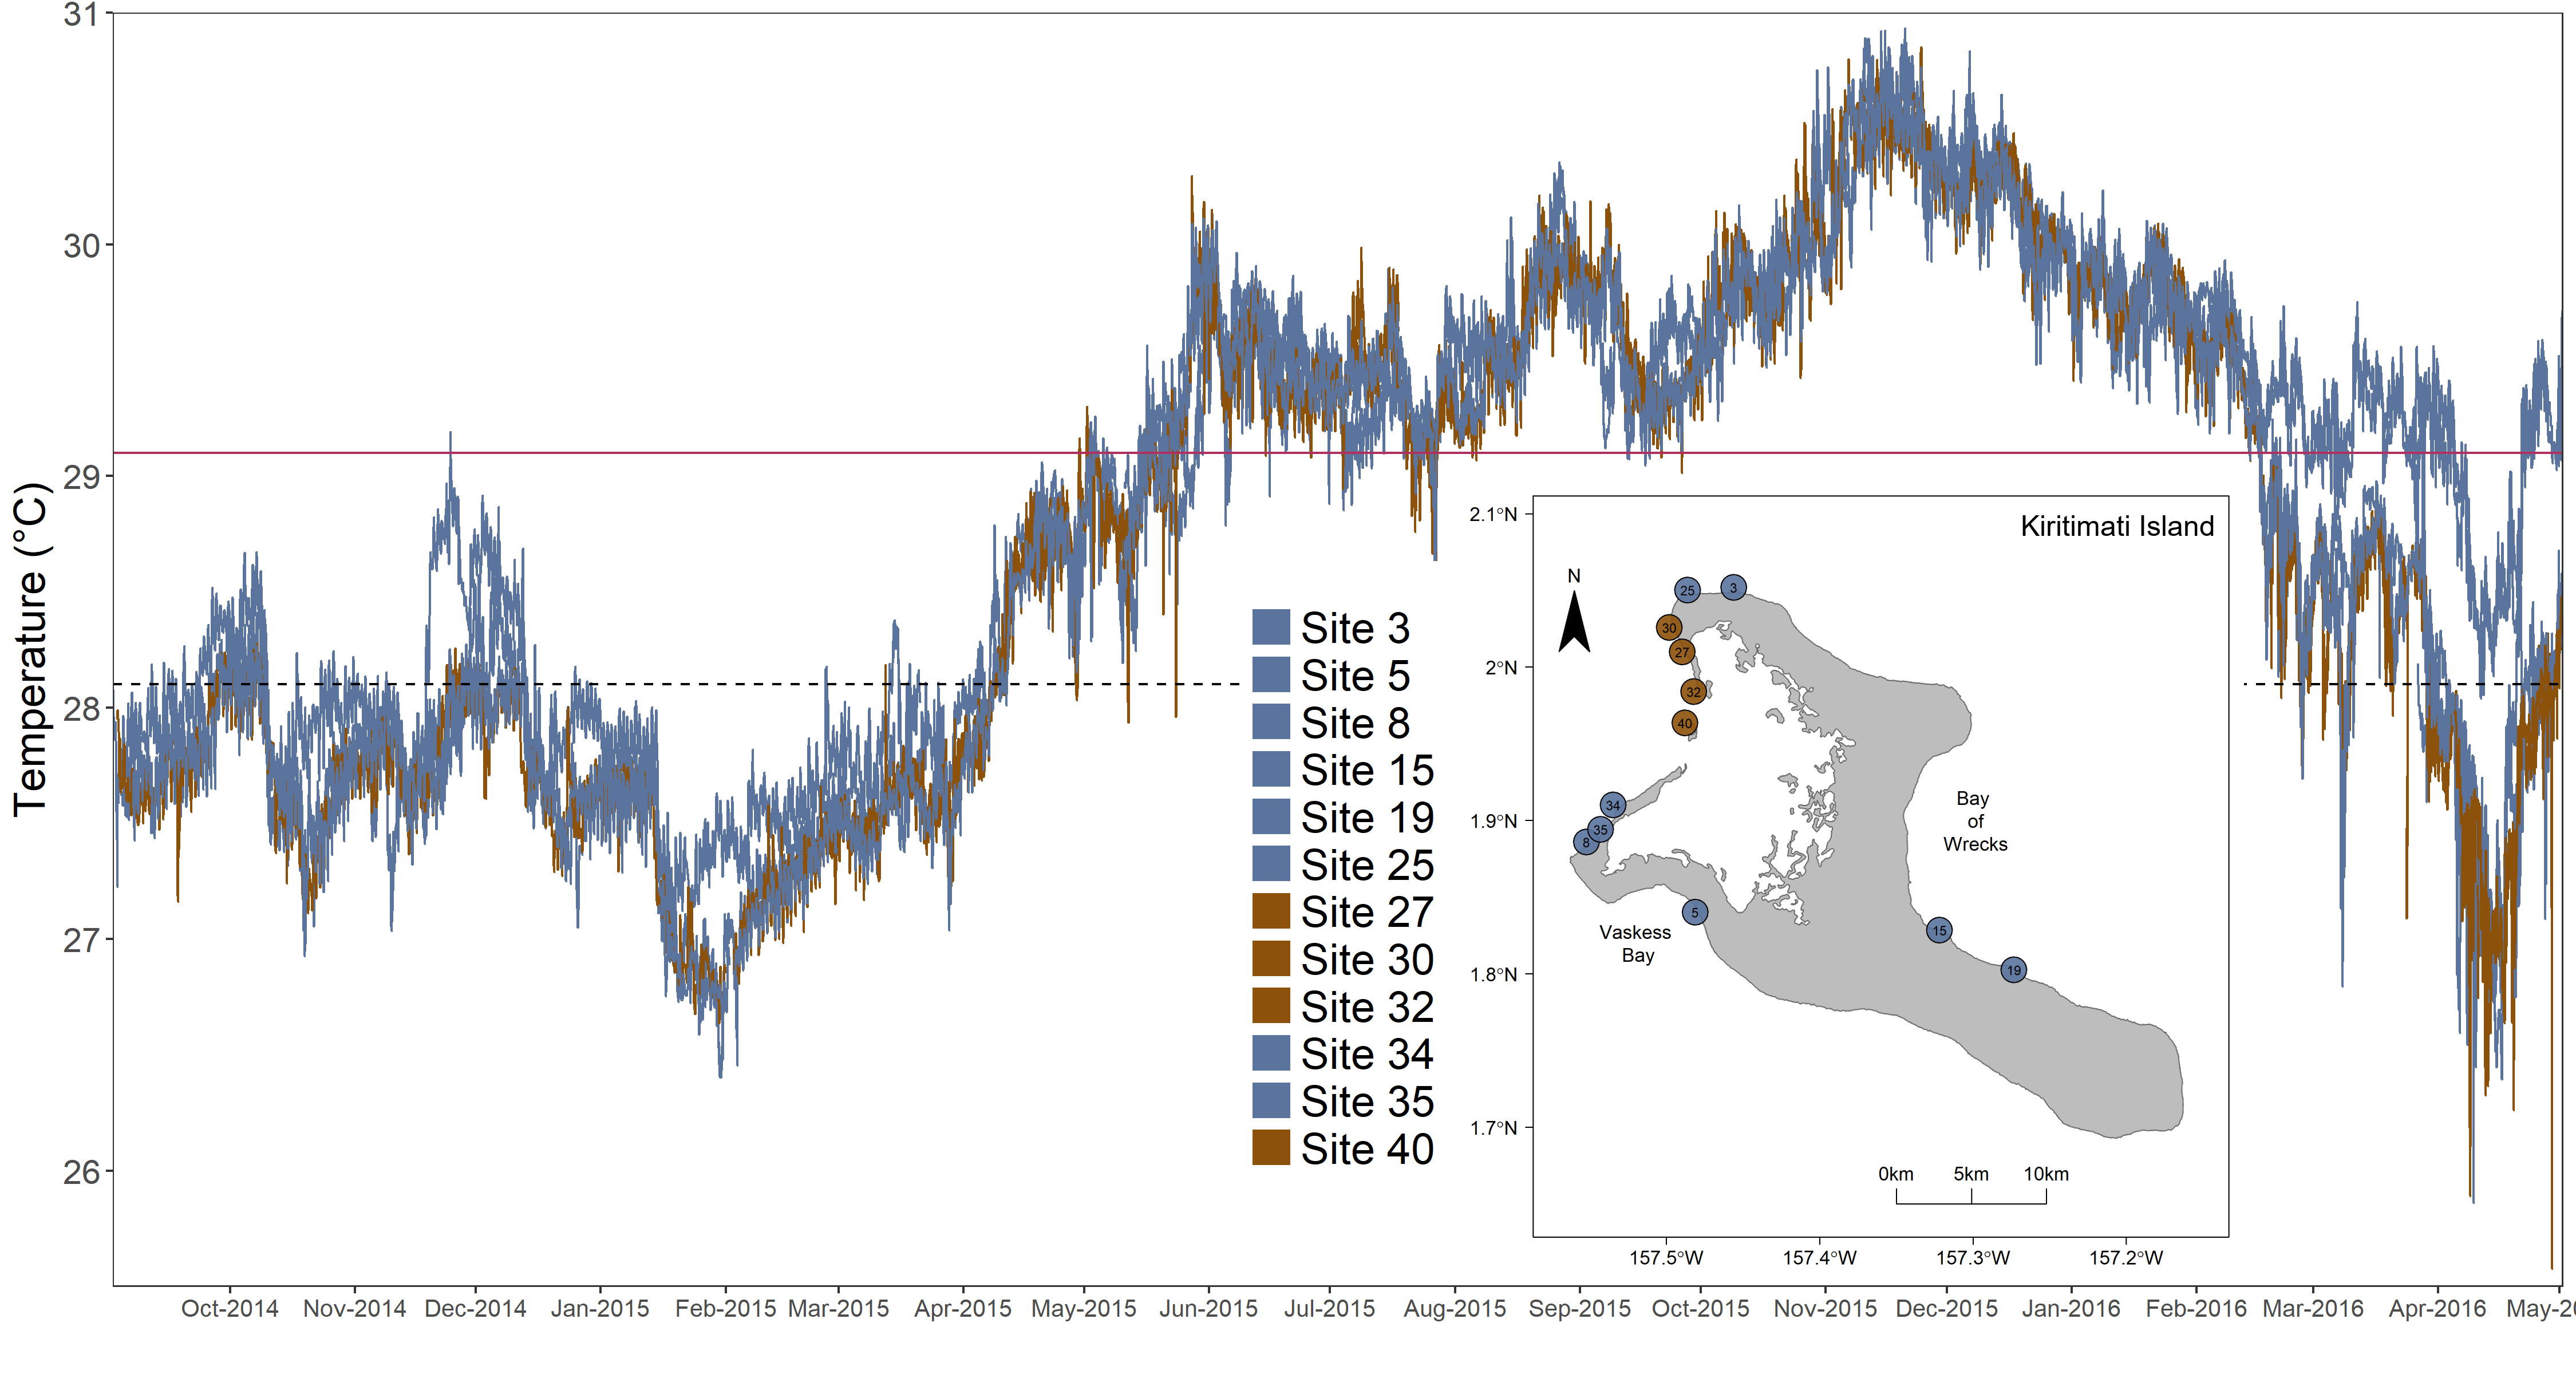 31
30
29
28
27
26
Temperature (°C)
Oct-2014 Nov-2014 Dec-2014 Jan-2015 Feb-2015 Mar-2015 Apr-2015 May-2015 Jun-2015 Jul-2015 Aug-2015 Sep-2015 Oct-2015 Nov-2015 Dec-2015 Jan-2016 Feb-2016 Mar-2016 Apr-2016 May-20
Site 3
Site 5
Site 8
Site 15
Site 19
Site 25
Site 27
Site 30
Site 32
Site 34
Site 35
Site 40
Kiritimati Island
2.1°N
2°N
1.9°N
1.8°N
1.7°N
N
25
3
30
27
32
40
34
35
8
5
15
19
Bay
of
Wrecks
Vaskess
Bay
0km 5km 10km
157.5°W 157.4°W 157.3°W 157.2°W